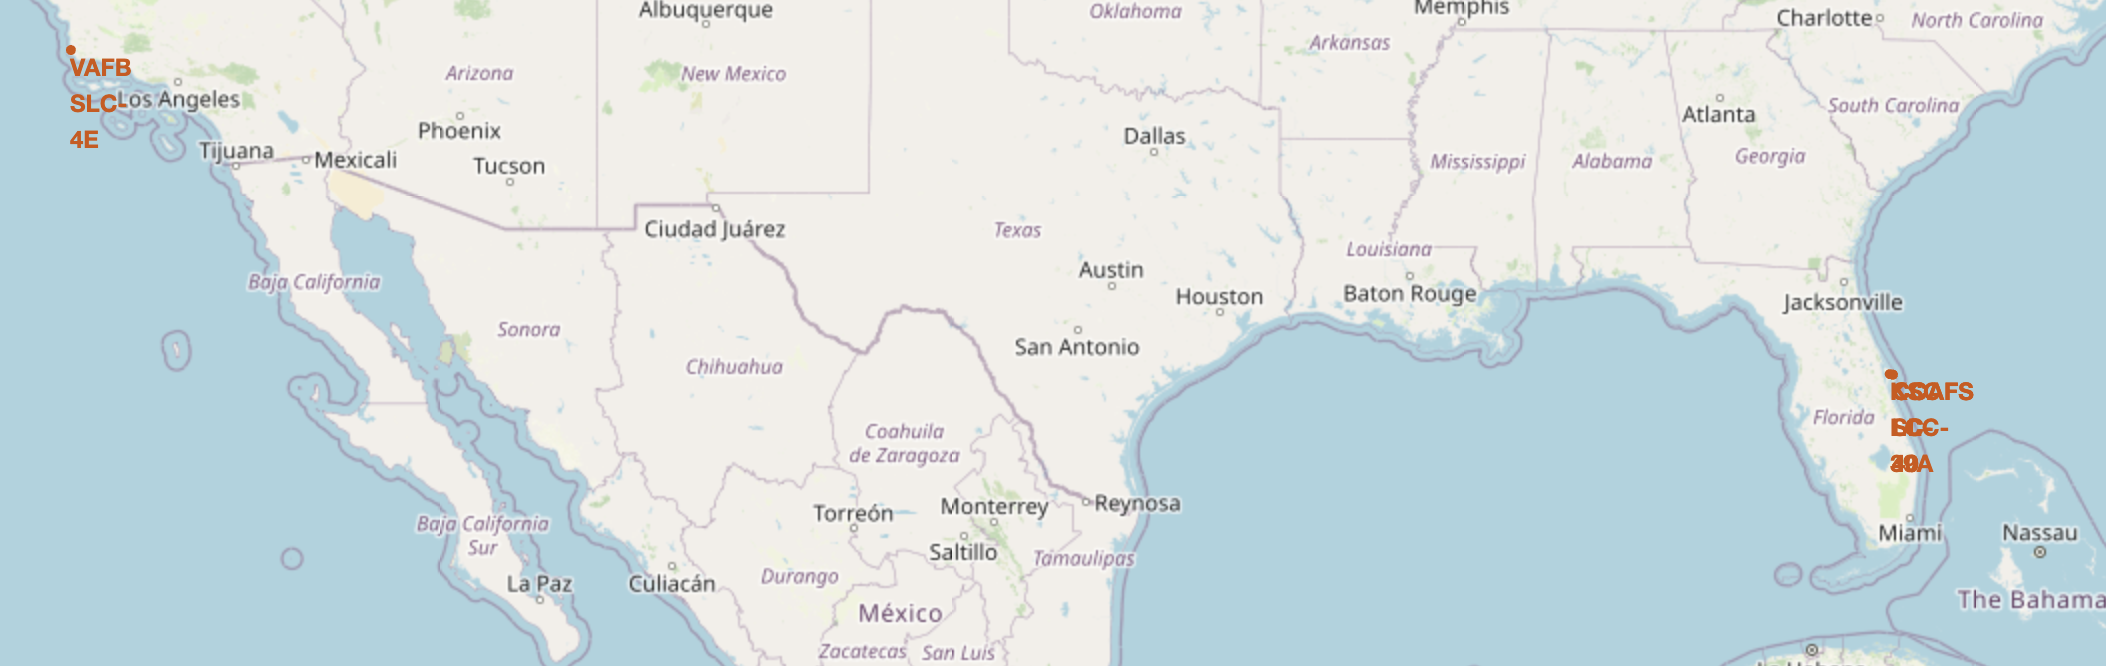 Albuquerque
Oklahoma
Memphis
Charlotte
North Carolina
Arkansas
VAFB
SLC-
4E
Los Angeles
Arizona
New Mexico
Phoenix
Dallas
Atlanta
South Carolina
Tijuana
Mexicali
Tucson
Mississippi
Alabama
Georgia
Ciudad Juárez
Texas
Louisiana
Baja California
Austin
Houston
Baton Rouge
Jacksonville
Sonora
San Antonio
Chihuahua
Florida
Coahuila
de Zaragoza
Torreón
Monterrey
Reynosa
Baja California
Sur
Saltillo
Tamaulipas
Miami
Nassau
La Paz
Culiacán
Durango
México
The Bahama
Zacatecas
San Luis